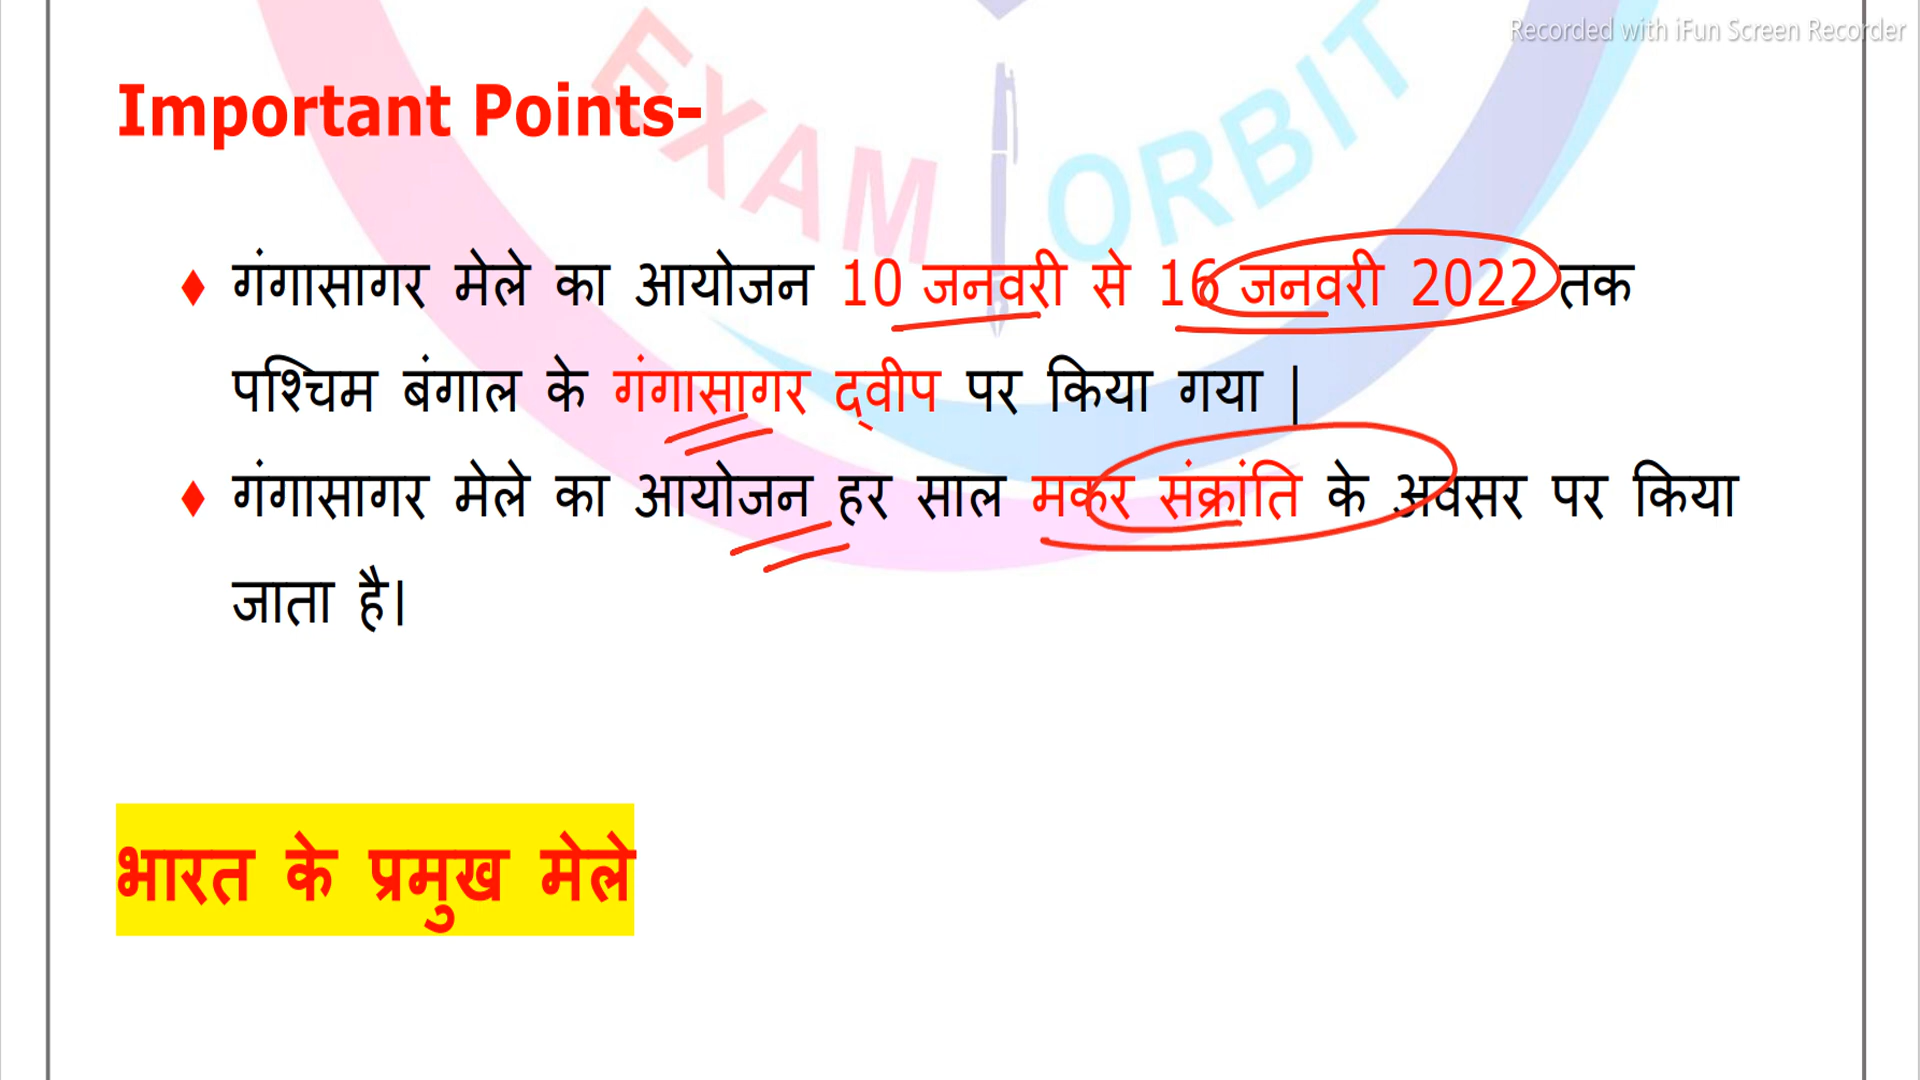 Recorded with iFun Screen Recorder
EXAM ORBIT
Important Points-
♦ गंगासागर मेले का आयोजन 10 जनवरी से 16 जनवरी 2022 तक
पश्चिम बंगाल के गंगासागर द्वीप पर किया गया |
♦ गंगासागर मेले का आयोजन हर साल मकर संक्रांति के अवसर पर किया
जाता है।
भारत के प्रमुख मेले